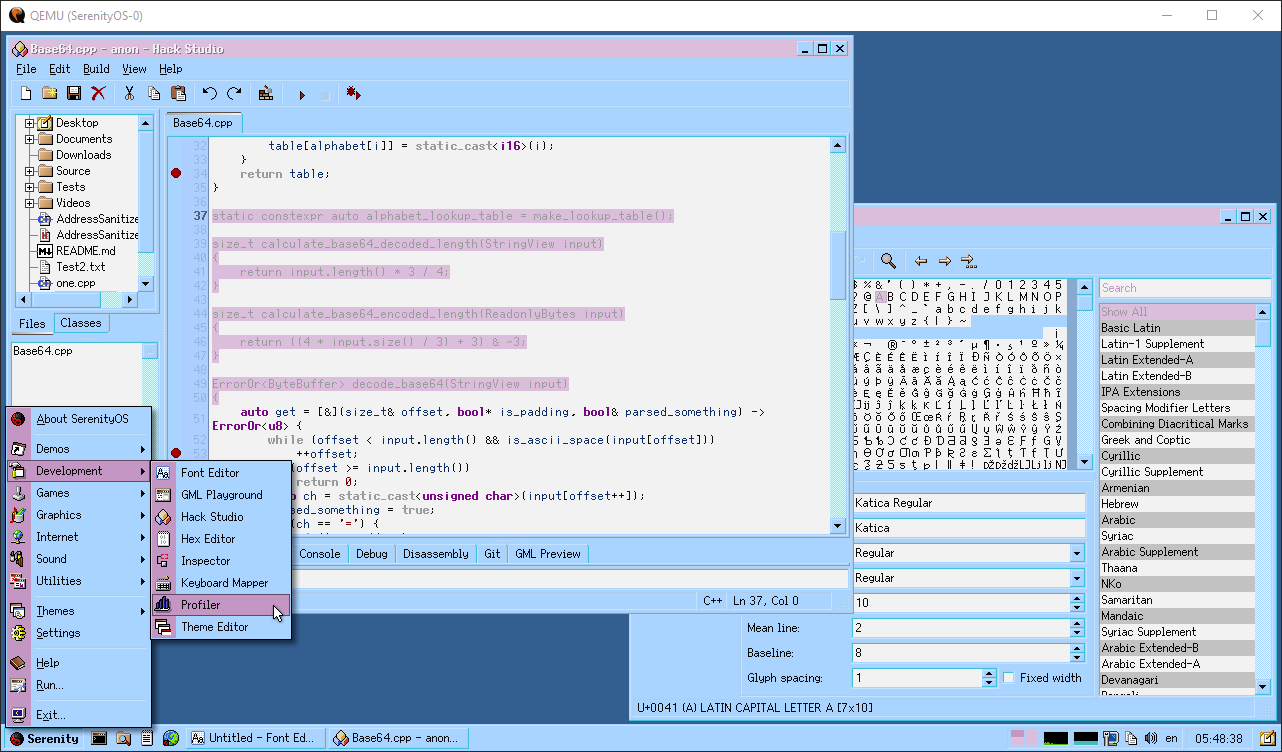 QEMU (SerenityOS-0)
Base64.cpp - anon - Hack Studio
File Edit Build View Help
Desktop
Documents
Downloads
Source
Tests
Videos
AddressSanitize
AddressSanitize
README.md
Test2.txt
one.cpp
Files Classes
Base64.cpp
Base64.cpp
32 table[alphabet[i]] = static_cast<i16>(i);
33 }
34 return table;
35 }
36
37 static constexpr auto alphabet_lookup_table = make_lookup_table();
38
39 size_t calculate_base64_decoded_length(StringView input)
40 {
41 return input.length() * 3 / 4;
42 }
43
44 size_t calculate_base64_encoded_length(ReadonlyBytes input)
45 {
46 return ((4 * input.size() / 3) + 3) & ~3;
47 }
48
49 ErrorOr<ByteBuffer> decode_base64(StringView input)
50 {
51 auto get = [&](size_t& offset, bool* is_padding, bool& parsed_something) ->
ErrorOr<u8> {
52 while (offset < input.length() && is_ascii_space(input[offset]))
53 ++offset;
(offset >= input.length())
return 0;
ch = static_cast<unsigned char>(input[offset++]);
sed_something = true;
(ch == '=') {
Console Debug Disassembly Git GML Preview
C++ Ln 37, Col 0
About SerenityOS
Demos
Development
Games
Graphics
Internet
Sound
Utilities
Themes
Settings
Help
Run...
Exit...
Font Editor
GML Playground
Hack Studio
Hex Editor
Inspector
Keyboard Mapper
Profiler
Theme Editor
% & ' ( ) * + , - . / 0 1 2 3 4 5
? @ A B C D E F G H I J K L M N O P
Z [ \ ] ^ _ ` a b c d e f g h i j k
u v w x y z { | } ~
Search
Show All
Basic Latin
Latin-1 Supplement
Latin Extended-A
Latin Extended-B
IPA Extensions
Spacing Modifier Letters
Combining Diacritical Marks
Greek and Coptic
Cyrillic
Cyrillic Supplement
Armenian
Hebrew
Arabic
Syriac
Arabic Supplement
Thaana
NKo
Samaritan
Mandaic
Syriac Supplement
Arabic Extended-B
Arabic Extended-A
Devanagari
Katica Regular
Katica
Regular
Regular
10
Mean line: 2
Baseline: 8
Glyph spacing: 1 Fixed width
U+0041 (A) LATIN CAPITAL LETTER A [7x10]
Serenity
Untitled - Font Ed...
Base64.cpp - anon...
en 05:48:38